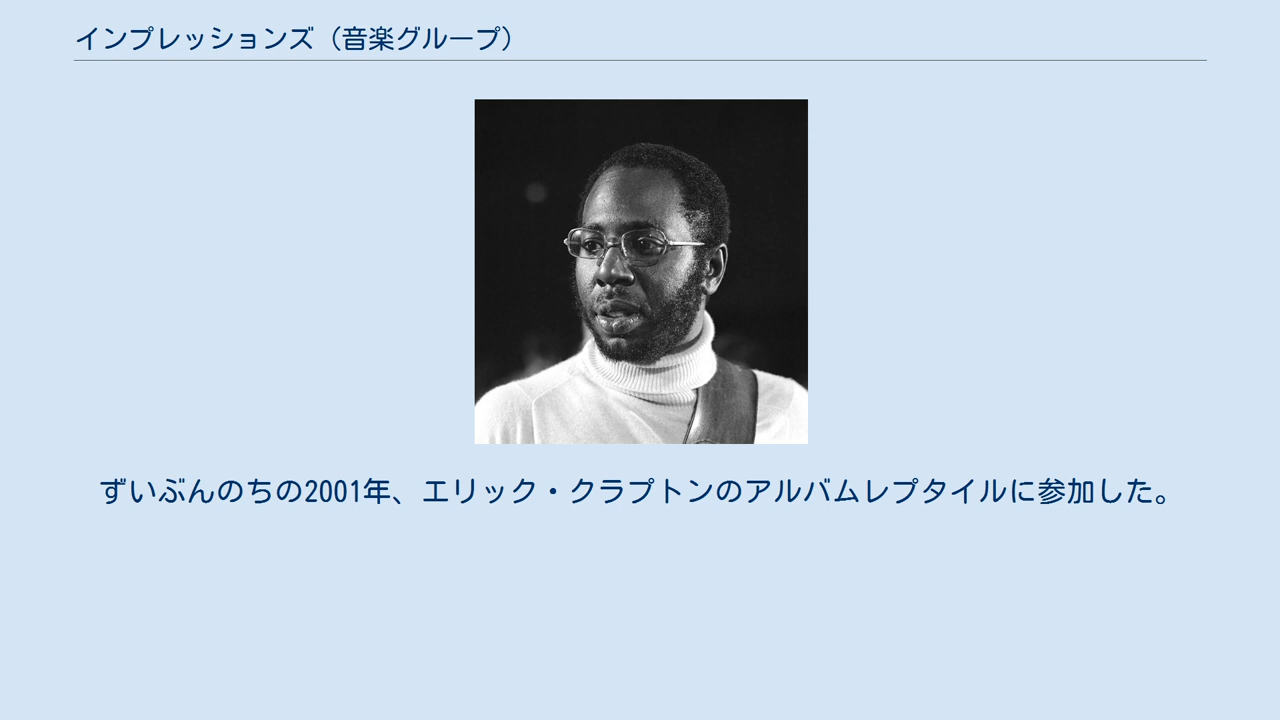 インプレッションズ（音楽グループ）
ずいぶんのちの2001年、エリック・クラプトンのアルバムレプタイルに参加した。